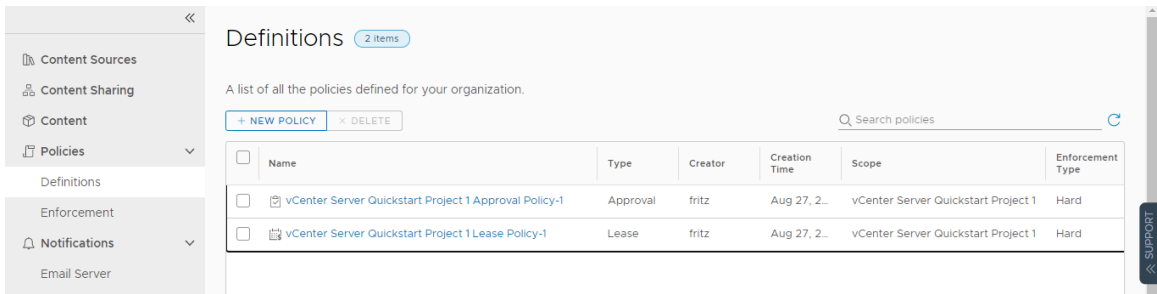 Definitions 2 items
Content Sources
Content Sharing
Content
Policies
Definitions
Enforcement
Notifications
Email Server
A list of all the policies defined for your organization.
+ NEW POLICY × DELETE Search policies
Name Type Creator Creation Time Scope Enforcement Type
vCenter Server Quickstart Project 1 Approval Policy-1 Approval fritz Aug 27, 2... vCenter Server Quickstart Project 1 Hard
vCenter Server Quickstart Project 1 Lease Policy-1 Lease fritz Aug 27, 2... vCenter Server Quickstart Project 1 Hard
SUPPORT